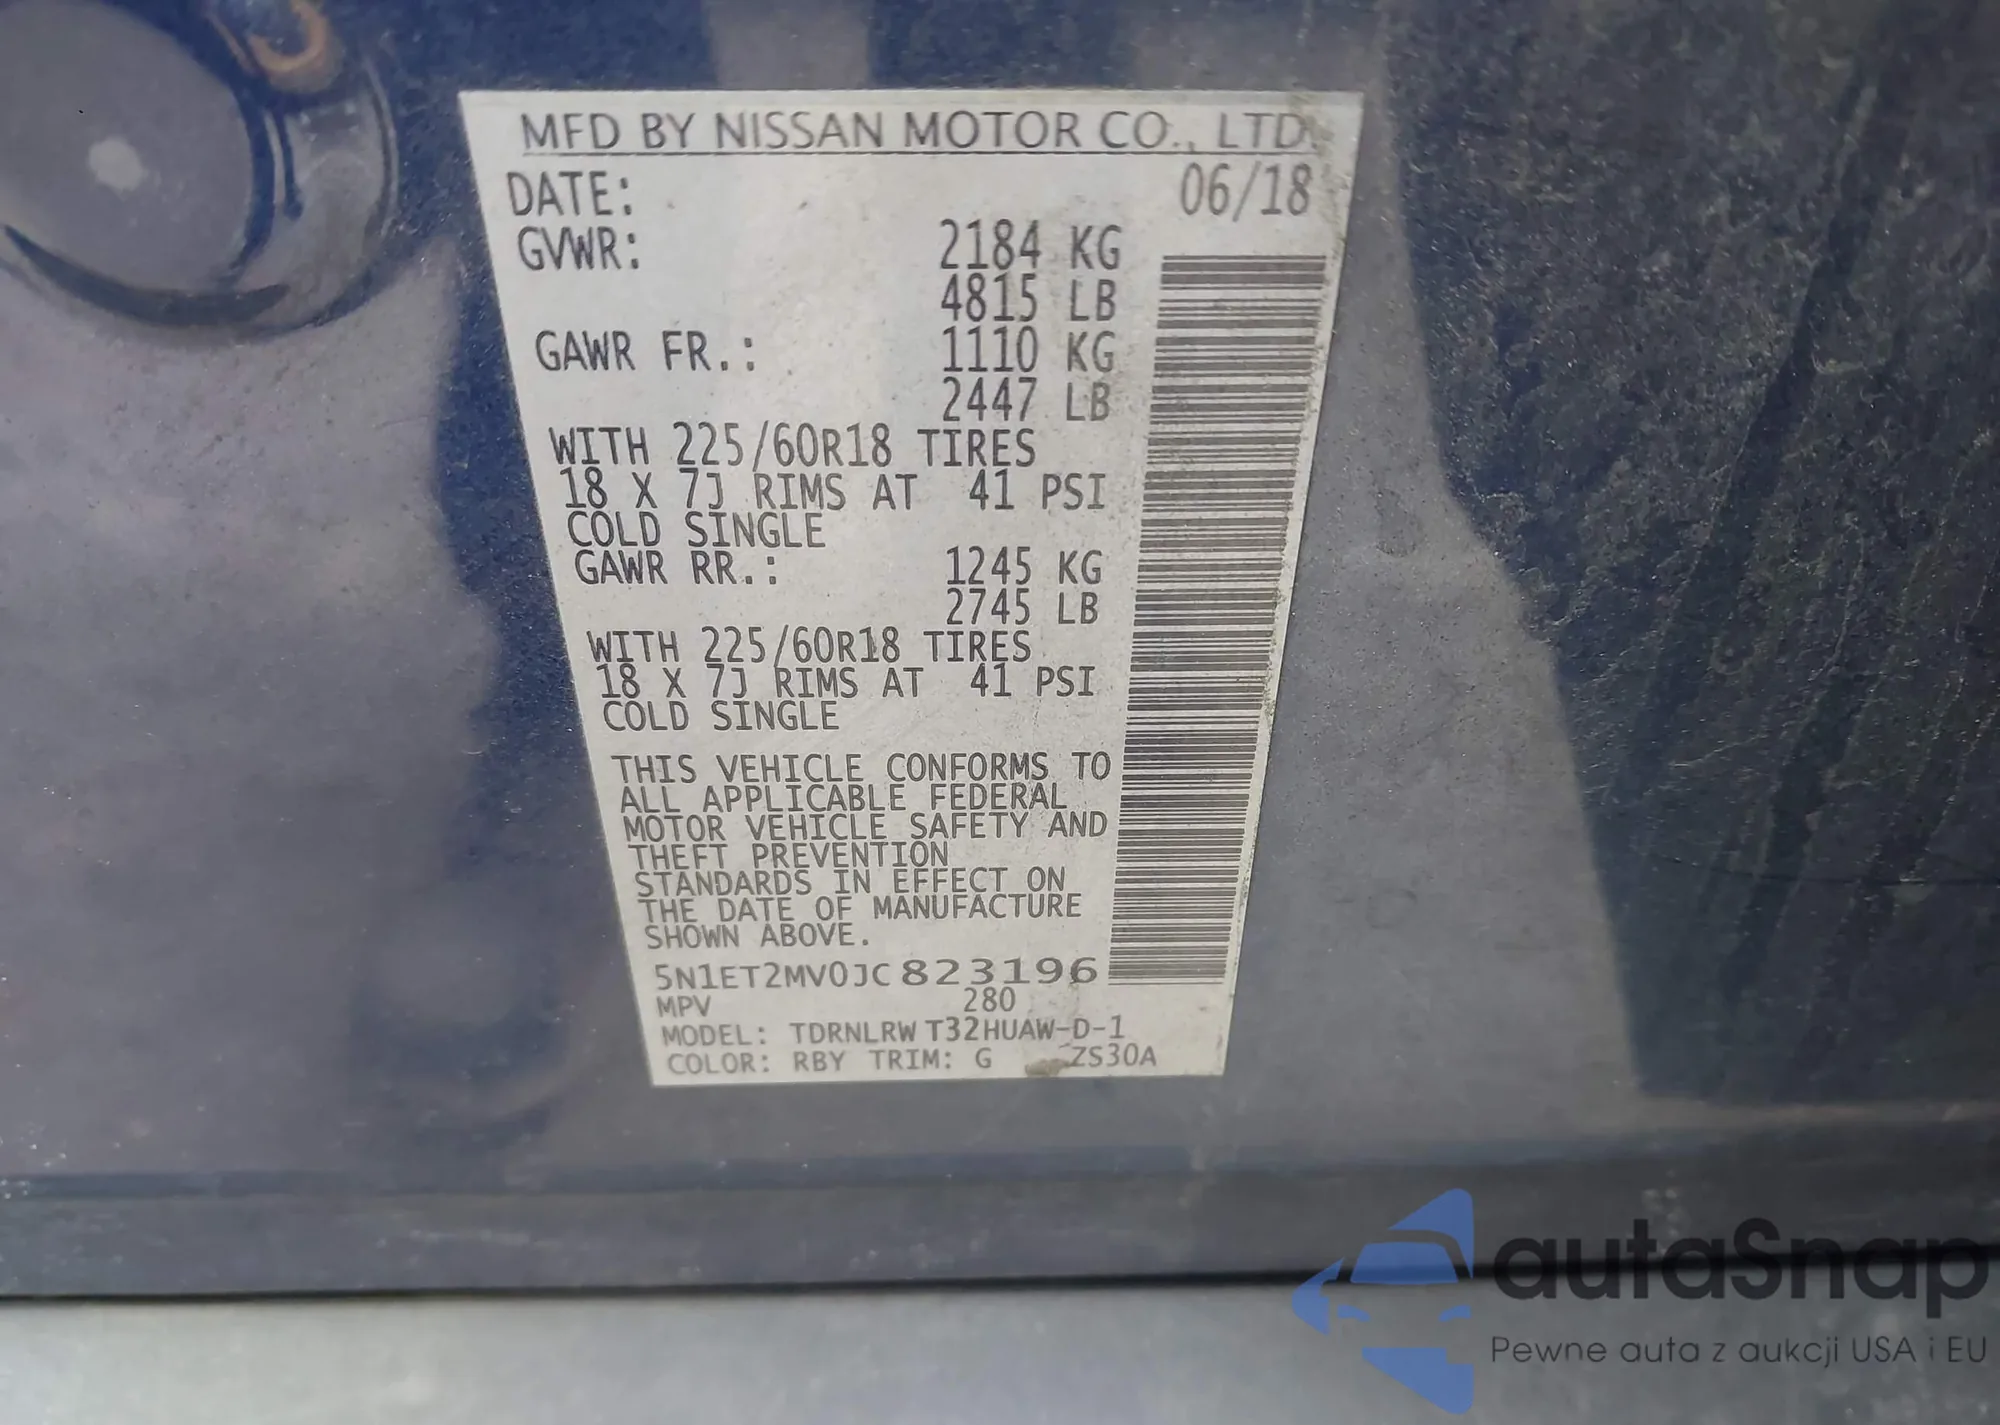 MFD BY NISSAN MOTOR CO., LTD.
DATE: 06/18
GVWR: 2184 KG
4815 LB
GAWR FR.: 1110 KG
2447 LB
WITH 225/60R18 TIRES
18 X 7J RIMS AT 41 PSI
COLD SINGLE
GAWR RR.: 1245 KG
2745 LB
WITH 225/60R18 TIRES
18 X 7J RIMS AT 41 PSI
COLD SINGLE
THIS VEHICLE CONFORMS TO
ALL APPLICABLE FEDERAL
MOTOR VEHICLE SAFETY AND
THEFT PREVENTION
STANDARDS IN EFFECT ON
THE DATE OF MANUFACTURE
SHOWN ABOVE.
5N1ET2MV0JC823196
MPV 280
MODEL: TDRNLRW T32HUAW-D-1
COLOR: RBY TRIM: G ZS30A
autaSnap
Pewne auta z aukcji USA i EU